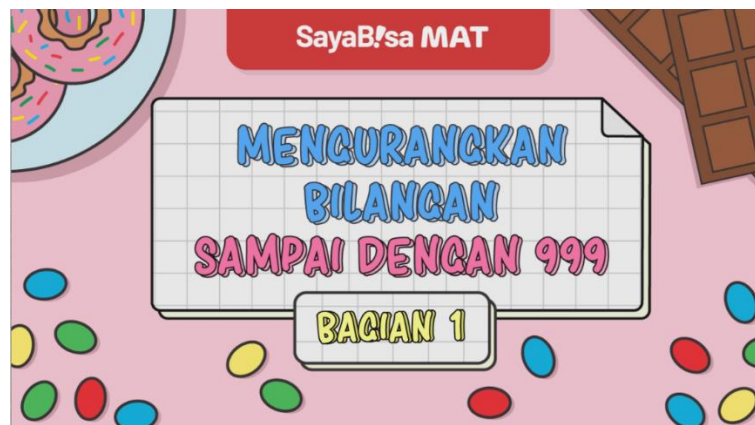 SayaB!sa MAT
MENGURANGKAN
BILANGAN
SAMPAI DENGAN 999
BAGIAN 1